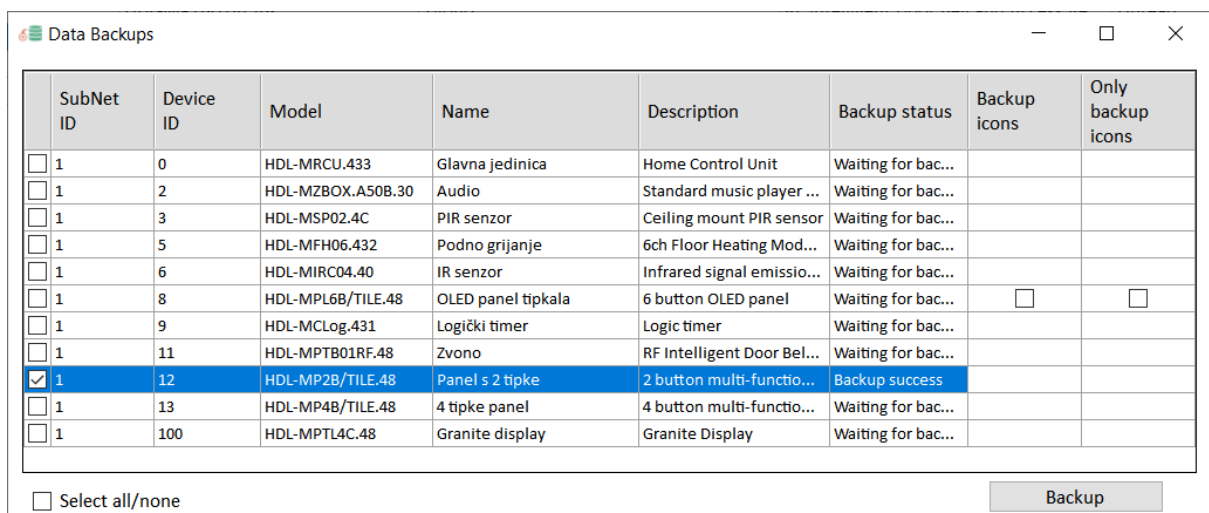 Data Backups
SubNet ID Device ID Model Name Description Backup status Backup icons Only backup icons
1 0 HDL-MRCU.433 Glavna jedinica Home Control Unit Waiting for bac...
1 2 HDL-MZBOX.A50B.30 Audio Standard music player ... Waiting for bac...
1 3 HDL-MSP02.4C PIR senzor Ceiling mount PIR sensor Waiting for bac...
1 5 HDL-MFH06.432 Podno grijanje 6ch Floor Heating Mod... Waiting for bac...
1 6 HDL-MIRC04.40 IR senzor Infrared signal emissio... Waiting for bac...
1 8 HDL-MPL6B/TILE.48 OLED panel tipkala 6 button OLED panel Waiting for bac...
1 9 HDL-MCLog.431 Logički timer Logic timer Waiting for bac...
1 11 HDL-MPTB01RF.48 Zvono RF Intelligent Door Bel... Waiting for bac...
1 12 HDL-MP2B/TILE.48 Panel s 2 tipke 2 button multi-functio... Backup success
1 13 HDL-MP4B/TILE.48 4 tipke panel 4 button multi-functio... Waiting for bac...
1 100 HDL-MPTL4C.48 Granite display Granite Display Waiting for bac...
Select all/none Backup